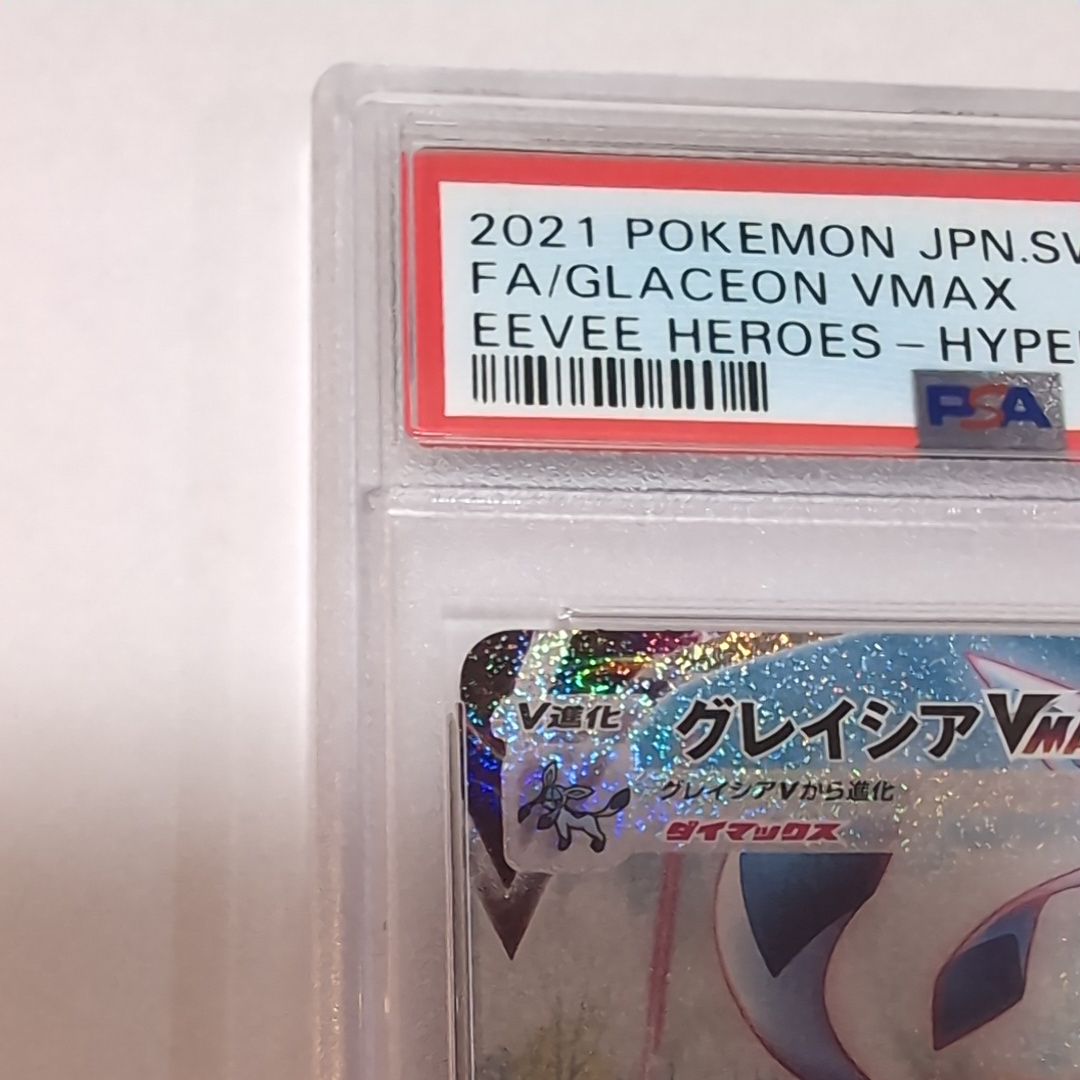 2021 POKEMON JPN.SW
FA/GLACEON VMAX
EEVEE HEROES – HYPE
PSA
V進化
グレイシアVMA
グレイシアVから進化
ダイマックス